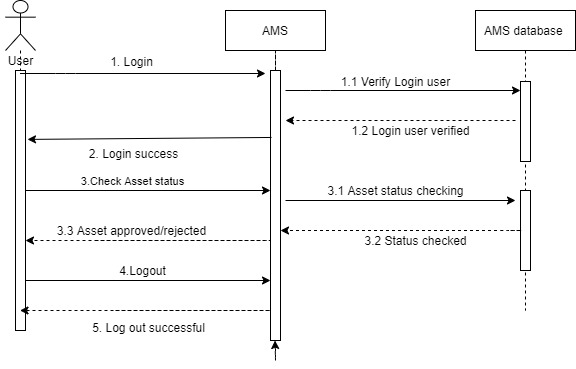 AMS
AMS database
User
1. Login
1.1 Verify Login user
1.2 Login user verified
2. Login success
3.Check Asset status
3.1 Asset status checking
3.3 Asset approved/rejected
3.2 Status checked
4.Logout
5. Log out successful